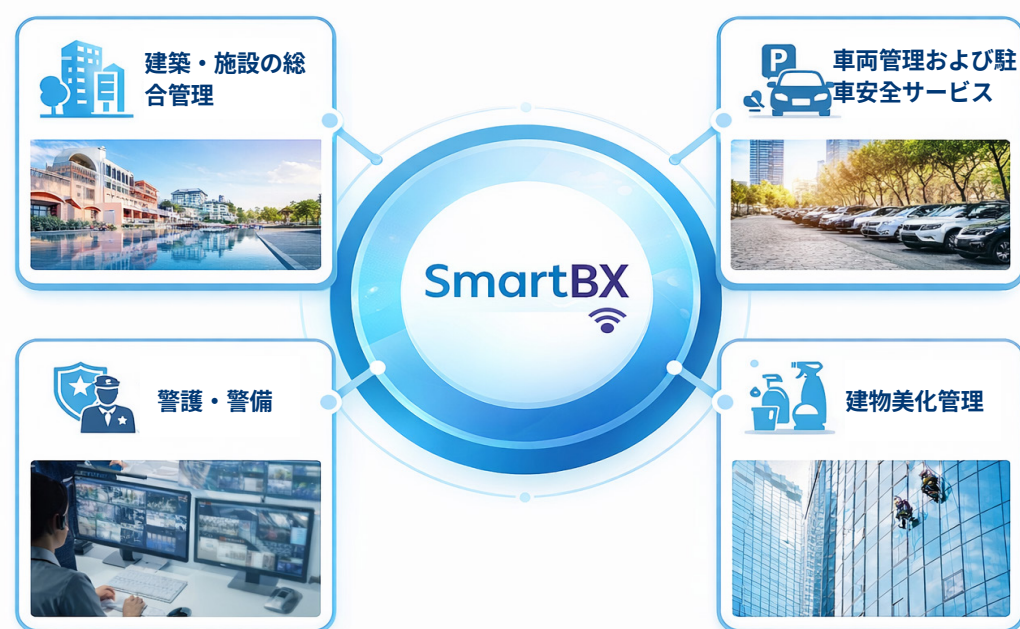 建築・施設の総
合管理
P
車両管理および駐
車安全サービス
SmartBX
警護・警備
建物美化管理